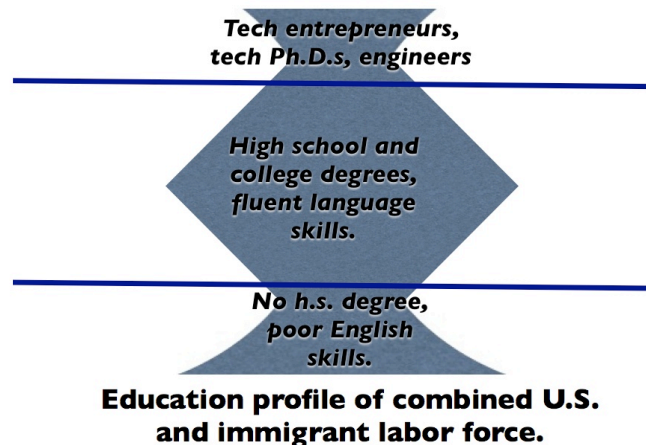 Tech entrepreneurs,
tech Ph.D.s, engineers
High school and
college degrees,
fluent language
skills.
No h.s. degree,
poor English
skills.
Education profile of combined U.S.
and immigrant labor force.